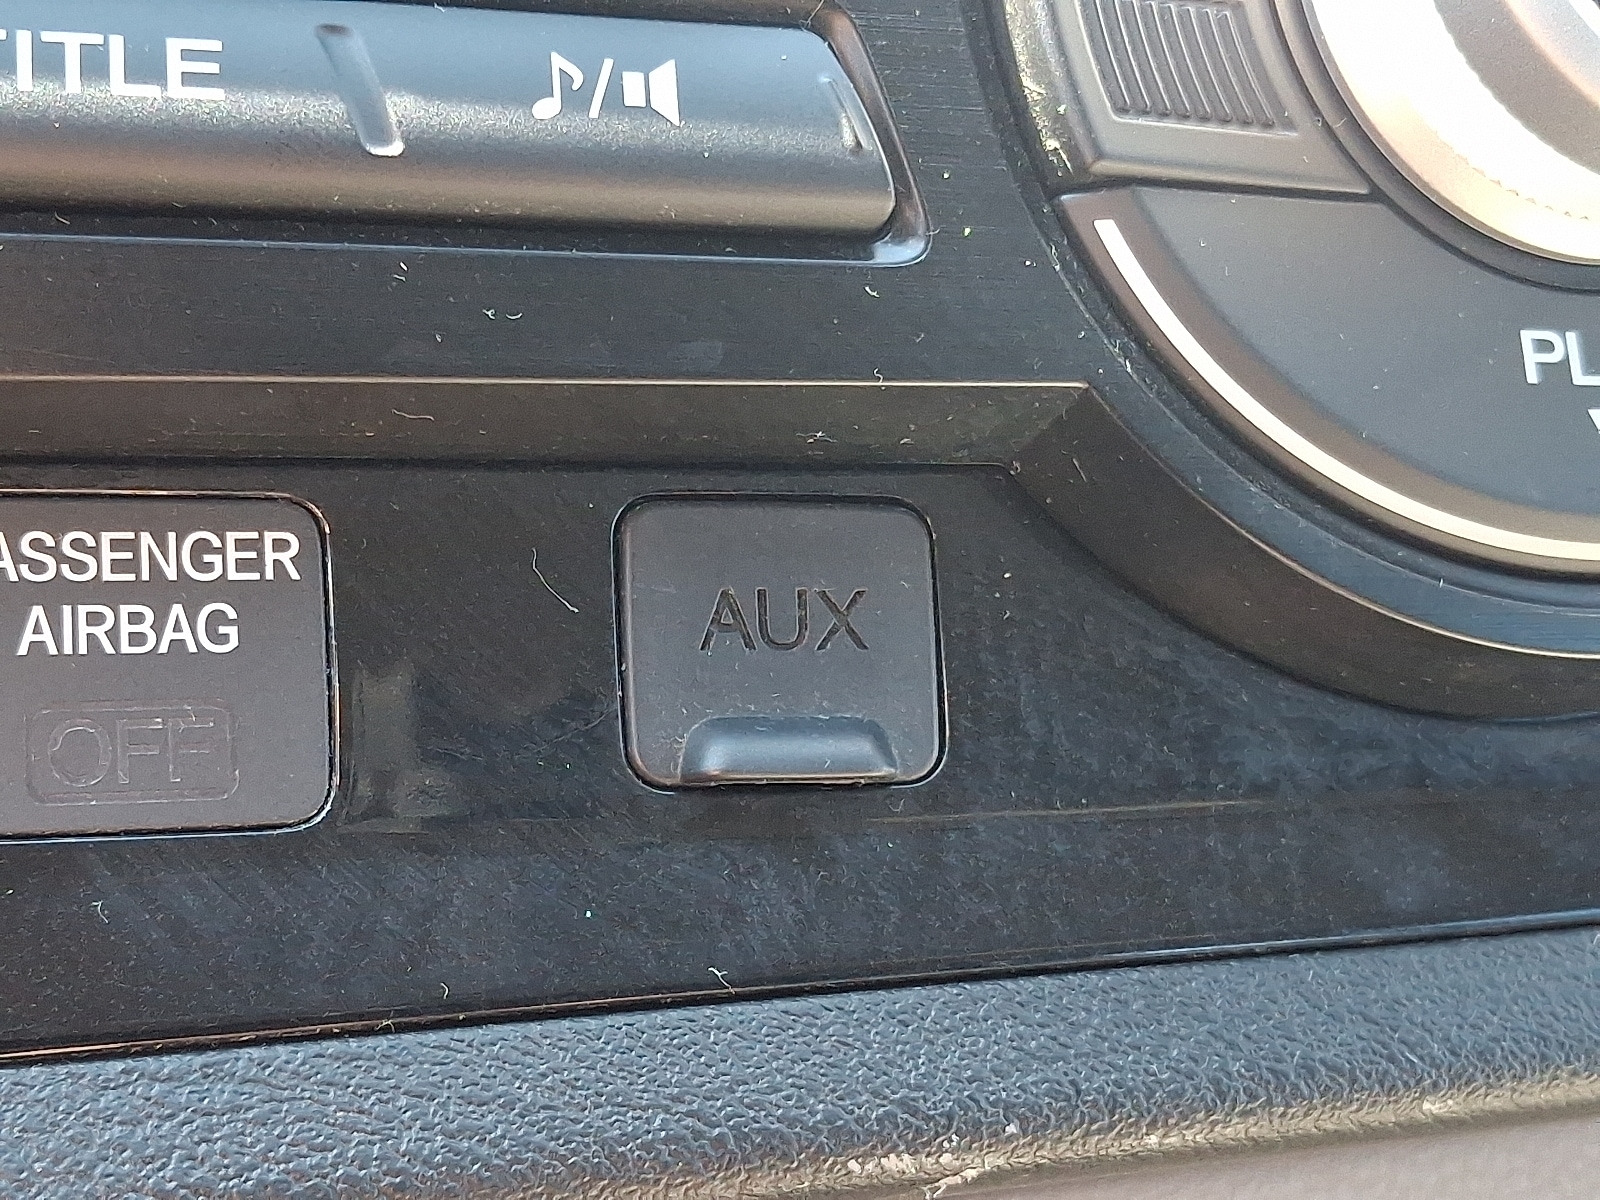 TITLE
♪/
PL
ASSENGER
AIRBAG
OFF
AUX